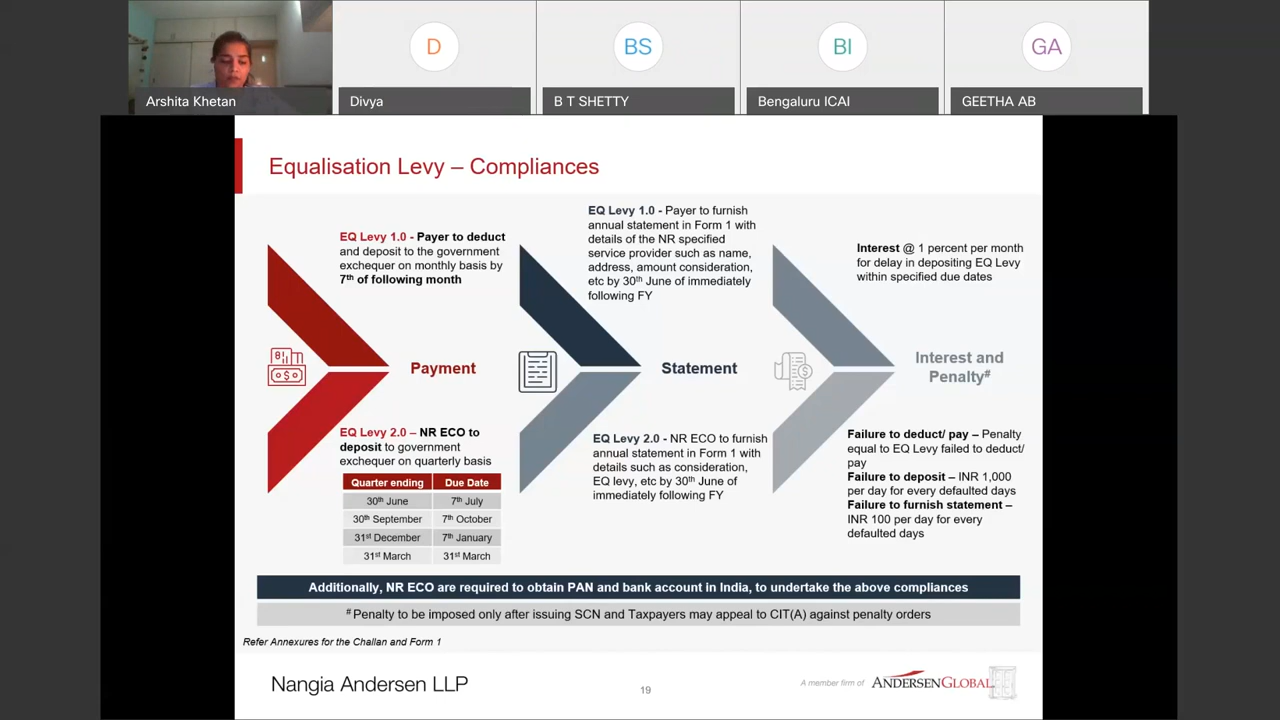 D
BS
BI
GA
Arshita Khetan
Divya
B T SHETTY
Bengaluru ICAI
GEETHA AB
Equalisation Levy – Compliances
EQ Levy 1.0 - Payer to deduct
and deposit to the government
exchequer on monthly basis by
7th of following month
Payment
EQ Levy 2.0 – NR ECO to
deposit to government
exchequer on quarterly basis
Quarter ending Due Date
30th June 7th July
30th September 7th October
31st December 7th January
31st March 31st March
EQ Levy 1.0 - Payer to furnish
annual statement in Form 1 with
details of the NR specified
service provider such as name,
address, amount consideration,
etc by 30th June of immediately
following FY
Statement
EQ Levy 2.0 - NR ECO to furnish
annual statement in Form 1 with
details such as consideration,
EQ levy, etc by 30th June of
immediately following FY
Interest @ 1 percent per month
for delay in depositing EQ Levy
within specified due dates
Interest and
Penalty#
Failure to deduct/ pay – Penalty
equal to EQ Levy failed to deduct/
pay
Failure to deposit – INR 1,000
per day for every defaulted days
Failure to furnish statement –
INR 100 per day for every
defaulted days
Additionally, NR ECO are required to obtain PAN and bank account in India, to undertake the above compliances
# Penalty to be imposed only after issuing SCN and Taxpayers may appeal to CIT(A) against penalty orders
Refer Annexures for the Challan and Form 1
Nangia Andersen LLP
19
A member firm of
ANDERSEN GLOBAL